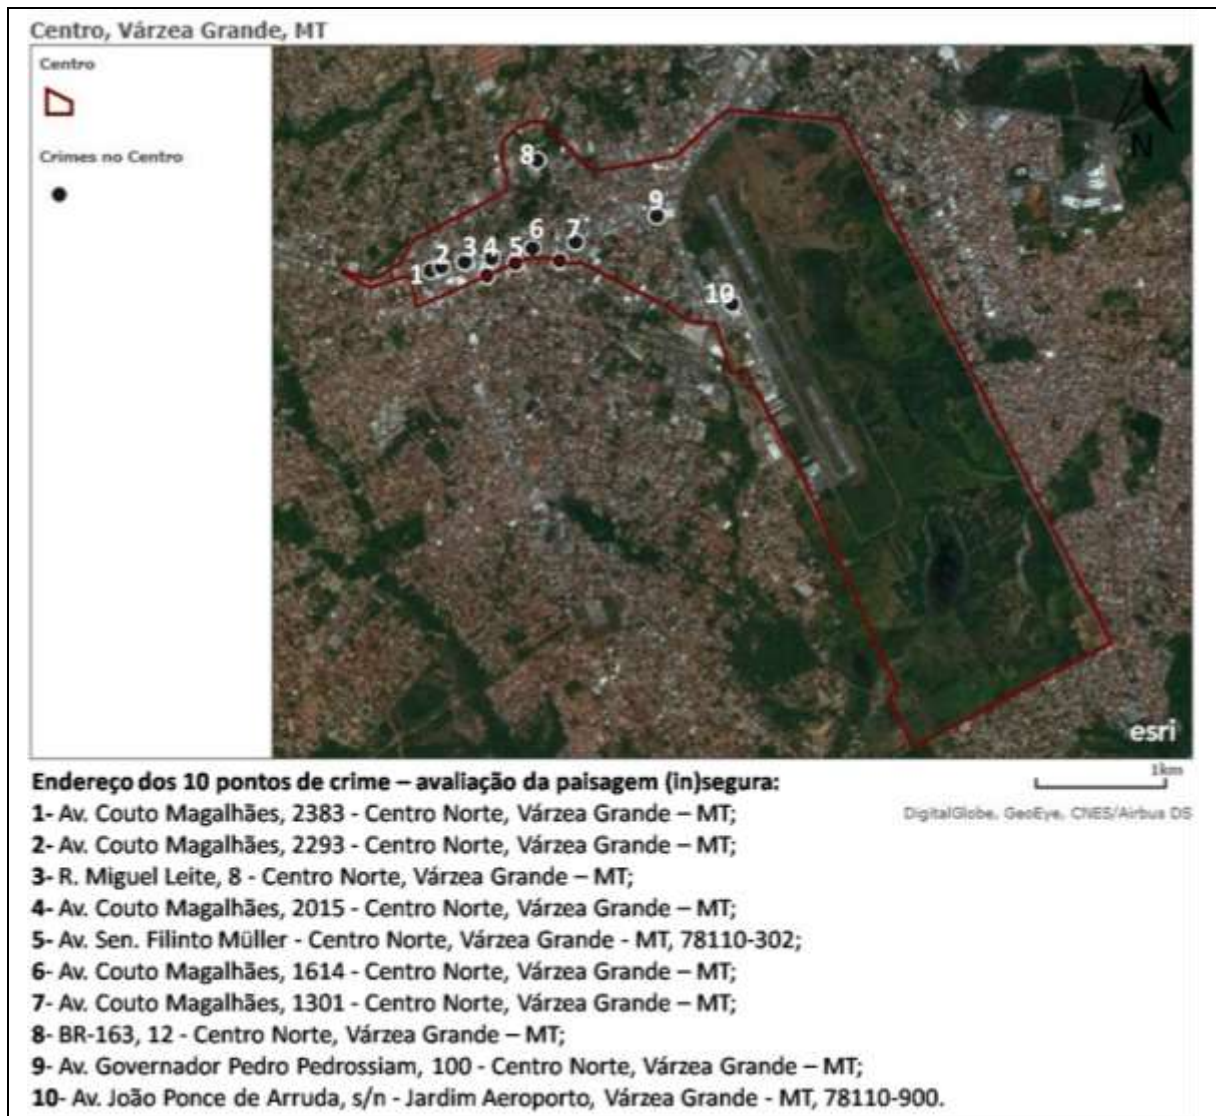 Centro, Várzea Grande, MT
Centro
Crimes no Centro
N
8
9
6
7
5
4
3
2
1
10
esri
1km
DigitalGlobe, GeoEye, CNES/Airbus DS
Endereço dos 10 pontos de crime – avaliação da paisagem (in)segura:
1- Av. Couto Magalhães, 2383 - Centro Norte, Várzea Grande – MT;
2- Av. Couto Magalhães, 2293 - Centro Norte, Várzea Grande – MT;
3- R. Miguel Leite, 8 - Centro Norte, Várzea Grande – MT;
4- Av. Couto Magalhães, 2015 - Centro Norte, Várzea Grande – MT;
5- Av. Sen. Filinto Müller - Centro Norte, Várzea Grande - MT, 78110-302;
6- Av. Couto Magalhães, 1614 - Centro Norte, Várzea Grande – MT;
7- Av. Couto Magalhães, 1301 - Centro Norte, Várzea Grande – MT;
8- BR-163, 12 - Centro Norte, Várzea Grande – MT;
9- Av. Governador Pedro Pedrossiam, 100 - Centro Norte, Várzea Grande – MT;
10- Av. João Ponce de Arruda, s/n - Jardim Aeroporto, Várzea Grande - MT, 78110-900.